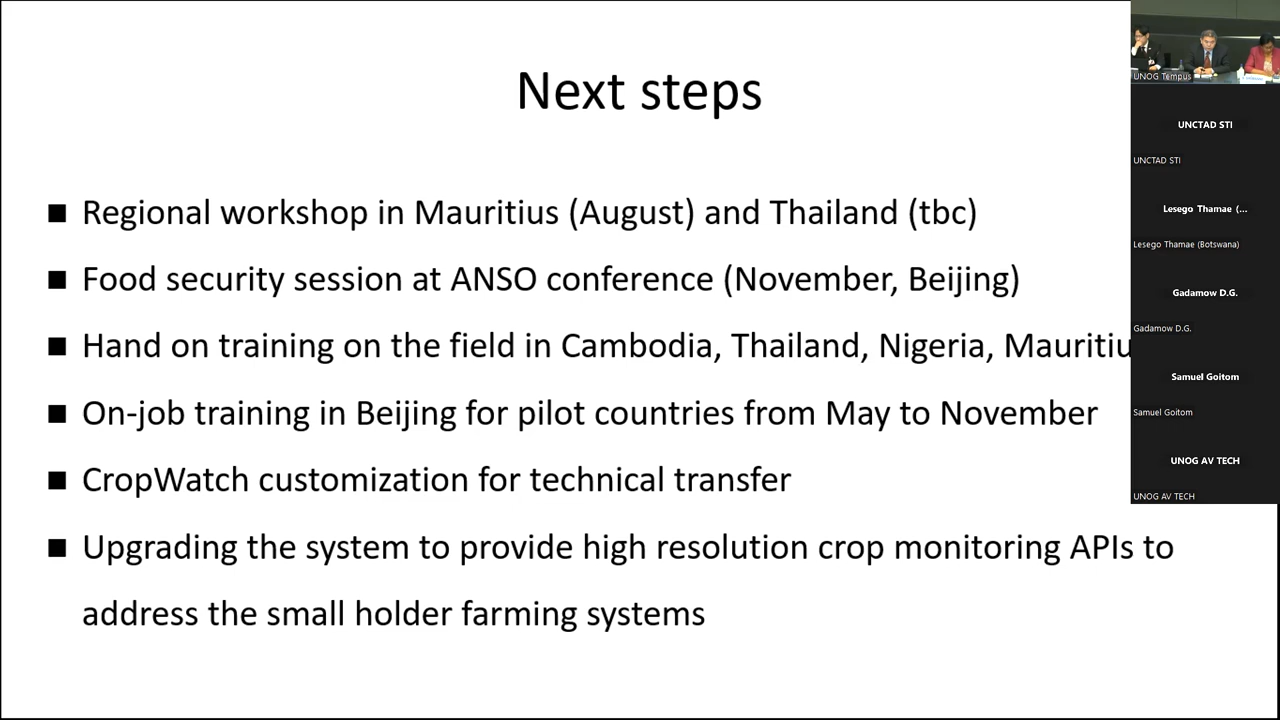 Next steps
■ Regional workshop in Mauritius (August) and Thailand (tbc)
■ Food security session at ANSO conference (November, Beijing)
■ Hand on training on the field in Cambodia, Thailand, Nigeria, Mauritiu
■ On-job training in Beijing for pilot countries from May to November
■ CropWatch customization for technical transfer
■ Upgrading the system to provide high resolution crop monitoring APIs to
address the small holder farming systems
UNOG Tempus
UNCTAD STI
UNCTAD STI
Lesego Thamae (...
Lesego Thamae (Botswana)
Gadamow D.G.
Gadamow D.G.
Samuel Goitom
Samuel Goitom
UNOG AV TECH
UNOG AV TECH